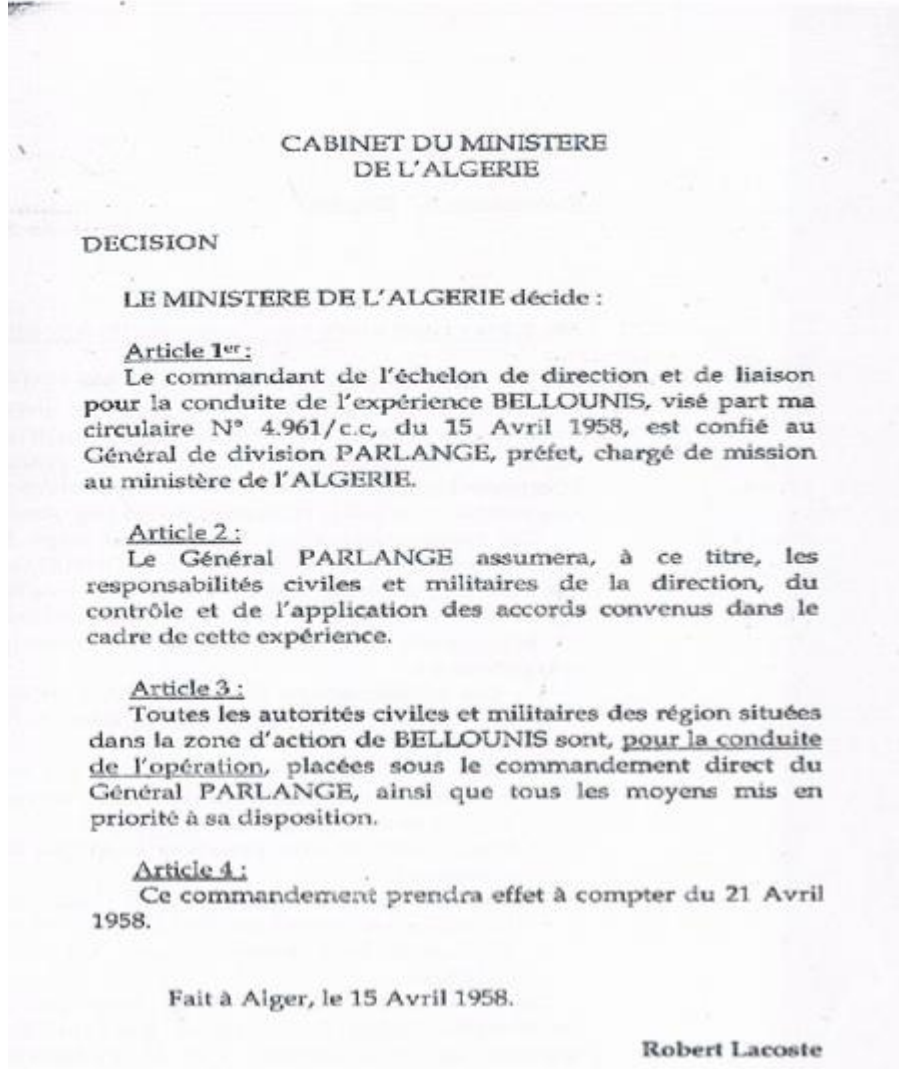 CABINET DU MINISTERE
DE L'ALGERIE
DECISION
LE MINISTERE DE L'ALGERIE décide :
Article 1er :
Le commandant de l'échelon de direction et de liaison
pour la conduite de l'expérience BELLOUNIS, visé part ma
circulaire N° 4.961/c.c, du 15 Avril 1958, est confié au
Général de division PARLANGE, préfet, chargé de mission
au ministère de l'ALGERIE.
Article 2 :
Le Général PARLANGE assumera, à ce titre, les
responsabilités civiles et militaires de la direction, du
contrôle et de l'application des accords convenus dans le
cadre de cette expérience.
Article 3 :
Toutes les autorités civiles et militaires des région situées
dans la zone d'action de BELLOUNIS sont, pour la conduite
de l'opération, placées sous le commandement direct du
Général PARLANGE, ainsi que tous les moyens mis en
priorité à sa disposition.
Article 4 :
Ce commandement prendra effet à compter du 21 Avril
1958.
Fait à Alger, le 15 Avril 1958.
Robert Lacoste